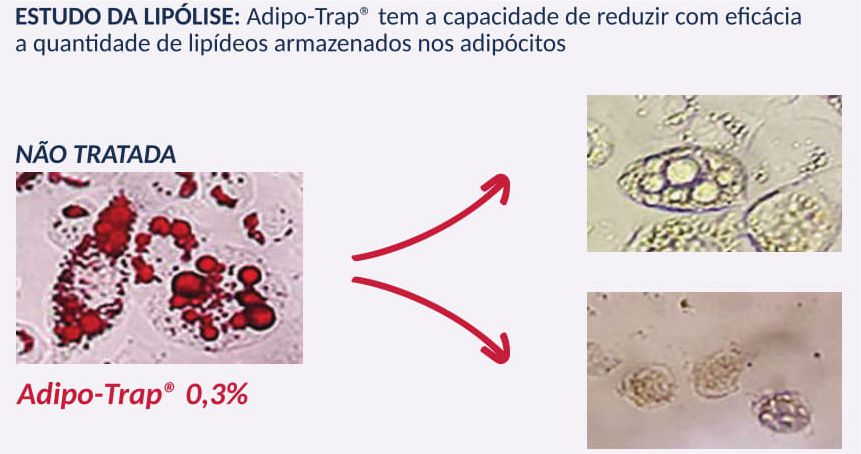 ESTUDO DA LIPÓLISE: Adipo-Trap® tem a capacidade de reduzir com eficácia
a quantidade de lipídeos armazenados nos adipócitos
NÃO TRATADA
Adipo-Trap® 0,3%